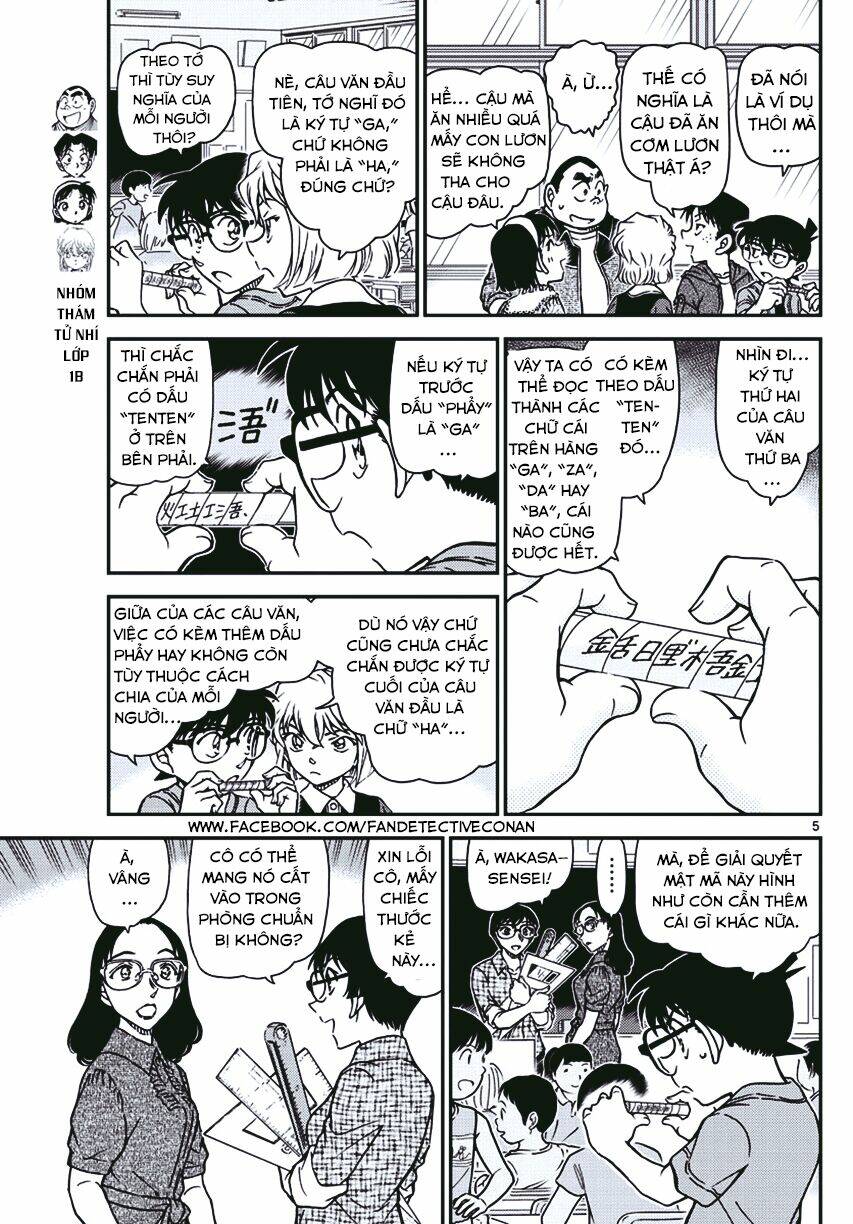 ĐÃ NÓI
LÀ VÍ DỤ
THÔI MÀ
...
THẾ CÓ
NGHĨA LÀ
CẬU ĐÃ ĂN
CƠM LƯƠN
THẬT Á?
À, Ừ...
HỂ... CẬU MÀ
ĂN NHIỀU QUÁ
MẤY CON LƯƠN
SẼ KHÔNG
THA CHO
CẬU ĐÂU.
NÈ, CÂU VĂN ĐẦU
TIÊN, TỚ NGHĨ ĐÓ
LÀ KÝ TỰ "GA,"
CHỨ KHÔNG
PHẢI LÀ "HA,"
ĐÚNG CHỨ?
THEO TỚ
THÌ TÙY SUY
NGHĨA CỦA
MỖI NGƯỜI
THÔI?
NHÓM
THÁM
TỬ NHÍ
LỚP
1B
NHÌN ĐI...
KÝ TỰ
THỨ HAI
CỦA CÂU
VĂN
THỨ BA
...
CÓ KÈM
THEO DẤU
"TEN-
TEN"
ĐÓ...
VẬY TA CÓ
THỂ ĐỌC
THÀNH CÁC
CHỮ CÁI
TRÊN HÀNG
"GA", "ZA",
"DA" HAY
"BA", CÁI
NÀO CŨNG
ĐƯỢC HẾT.
NẾU KÝ TỰ
TRƯỚC
DẤU "PHẨY"
LÀ "GA"
...
THÌ CHẮC
CHẮN PHẢI
CÓ DẤU
"TENTEN"
Ở TRÊN
BÊN PHẢI.
DÙ NÓ VẬY CHỨ
CŨNG CHƯA CHẮC
CHẮN ĐƯỢC KÝ TỰ
CUỐI CỦA CÂU
VĂN ĐẦU LÀ
CHỮ "HA"...
GIỮA CỦA CÁC CÂU VĂN,
VIỆC CÓ KÈM THÊM DẤU
PHẨY HAY KHÔNG CÒN
TÙY THUỘC CÁCH
CHIA CỦA MỖI
NGƯỜI...
WWW.FACEBOOK.COM/FANDETECTIVECONAN
5
MÀ, ĐỂ GIẢI QUYẾT
MẬT MÃ NÀY HÌNH
NHƯ CÒN CẦN THÊM
CÁI GÌ KHÁC NỮA.
......
À, WAKASA-
SENSEI!
XIN LỖI
CÔ, MẤY
CHIẾC
THƯỚC
KẺ
NÀY...
CÔ CÓ THỂ
MANG NÓ CẤT
VÀO TRONG
PHÒNG CHUẨN
BỊ KHÔNG?
À,
VÂNG
...